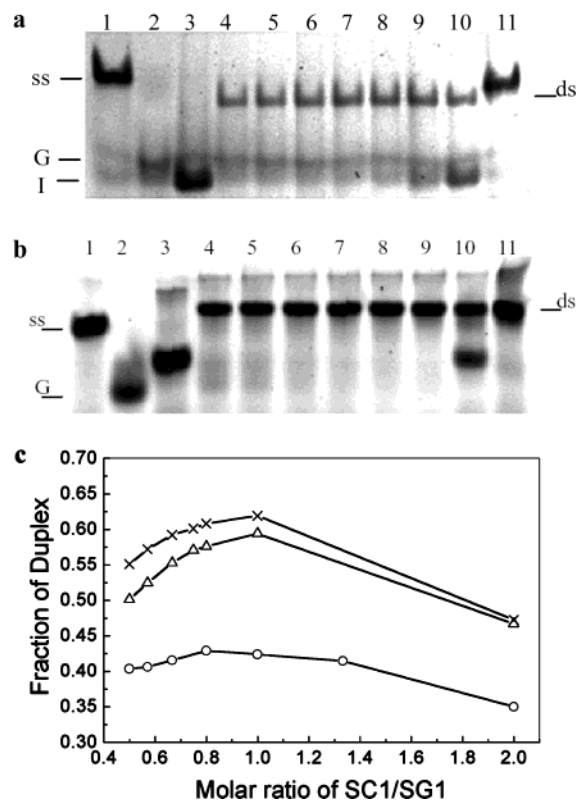 a
1 2 3 4 5 6 7 8 9 10 11
ss
ds
G
I
b
1 2 3 4 5 6 7 8 9 10 11
ss
ds
G
c
0.70
0.65
0.60
0.55
0.50
0.45
0.40
0.35
0.30
Fraction of Duplex
0.4 0.6 0.8 1.0 1.2 1.4 1.6 1.8 2.0
Molar ratio of SC1/SG1